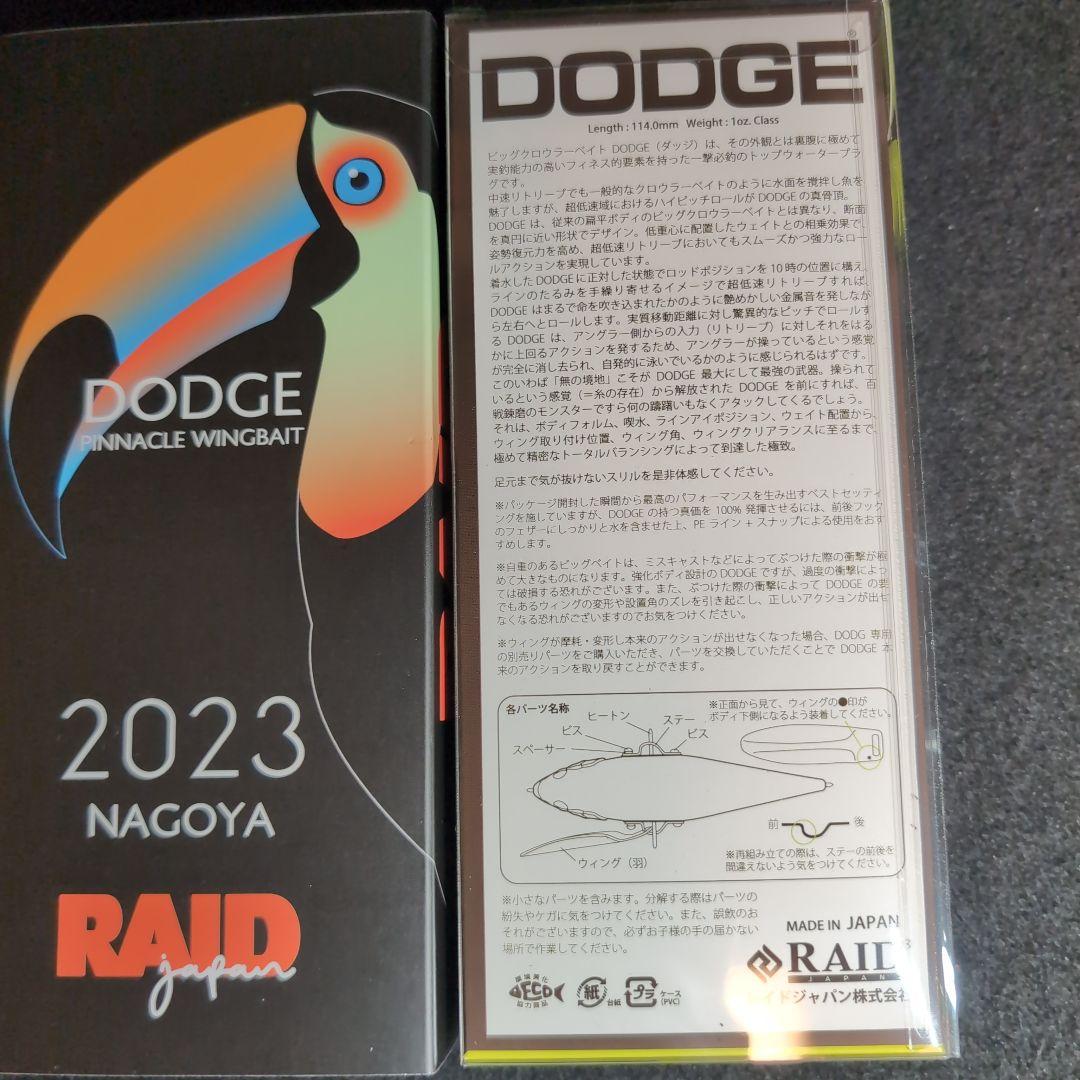 DODGE
PINNACLE WINGBAIT
2023
NAGOYA
RAID
japan
DODGE®
Length : 114.0mm Weight : 1oz. Class
ビッグクロウラーベイト DODGE（ダッジ）は、その外観とは裏腹に極めて
実釣能力の高いフィネス的要素を持った一撃必釣のトップウォータープラ
グです。
中速リトリーブでも一般的なクロウラーベイトのように水面を攪拌し魚を
魅了しますが、超低速域におけるハイピッチロールが DODGE の真骨頂。
DODGE は、従来の扁平ボディのビッグクロウラーベイトとは異なり、断面
を真円に近い形状でデザイン。低重心に配置したウェイトとの相乗効果で、
姿勢復元力を高め、超低速リトリーブにおいてもスムーズかつ強力なロー
ルアクションを実現しています。
着水した DODGE に正対した状態でロッドポジションを 10 時の位置に構え、
ラインのたるみを手繰り寄せるイメージで超低速リトリーブすれば、
DODGE はまるで命を吹き込まれたかのように艶めかしい金属音を発しなが
ら左右へとロールします。実質移動距離に対し驚異的なピッチでロールす
る DODGE は、アングラー側からの入力（リトリーブ）に対しそれをはる
かに上回るアクションを発するため、アングラーが操っているという感覚
が完全に消し去られ、自発的に泳いでいるかのように感じられるはずです。
このいわば「無の境地」こそが DODGE 最大にして最強の武器。操られて
いるという感覚（＝糸の存在）から解放された DODGE を前にすれば、百
戦錬磨のモンスターですら何の躊躇いもなくアタックしてくるでしょう。
それは、ボディフォルム、喫水、ラインアイポジション、ウェイト配置から、
ウィング取り付け位置、ウィング角、ウィングクリアランスに至るまで、
極めて精密なトータルバランシングによって到達した極致。
足元まで気が抜けないスリルを是非体感してください。
※パッケージ開封した瞬間から最高のパフォーマンスを生み出すベストセッティ
ングを施していますが、DODGE の持つ真価を 100% 発揮させるには、前後フック
のフェザーにしっかりと水を含ませた上、PE ライン + スナップによる使用をおす
すめします。
※自重のあるビッグベイトは、ミスキャストなどによってぶつけた際の衝撃が極
めて大きなものになります。強化ボディ設計の DODGE ですが、過度の衝撃によっ
ては破損する恐れがございます。また、ぶつけた際の衝撃によって DODGE の要
でもあるウィングの変形や設置角のズレを引き起こし、正しいアクションが出せ
なくなる恐れがございますのでお気をつけください。
※ウィングが摩耗・変形し本来のアクションが出せなくなった場合、DODG 専用
の別売りパーツをご購入いただき、パーツを交換していただくことで DODGE 本
来のアクションを取り戻すことができます。
各パーツ名称
ヒートン
ステー
ビス
ビス
スペーサー
※正面から見て、ウィングの●印が
ボディ下側になるよう装着してください。
ウィング（羽）
前
後
※再組み立ての際は、ステーの前後を
間違えないよう気をつけてください。
※小さなパーツを含みます。分解する際はパーツの
紛失やケガに気をつけてください。また、誤飲のお
それがございますので、必ずお子様の手の届かない
場所で作業してください。
環境美化
ECO
協力商品
紙
台紙
プラ
ケース
(PVC)
MADE IN JAPAN
RAID
JAPAN
イドジャパン株式会社